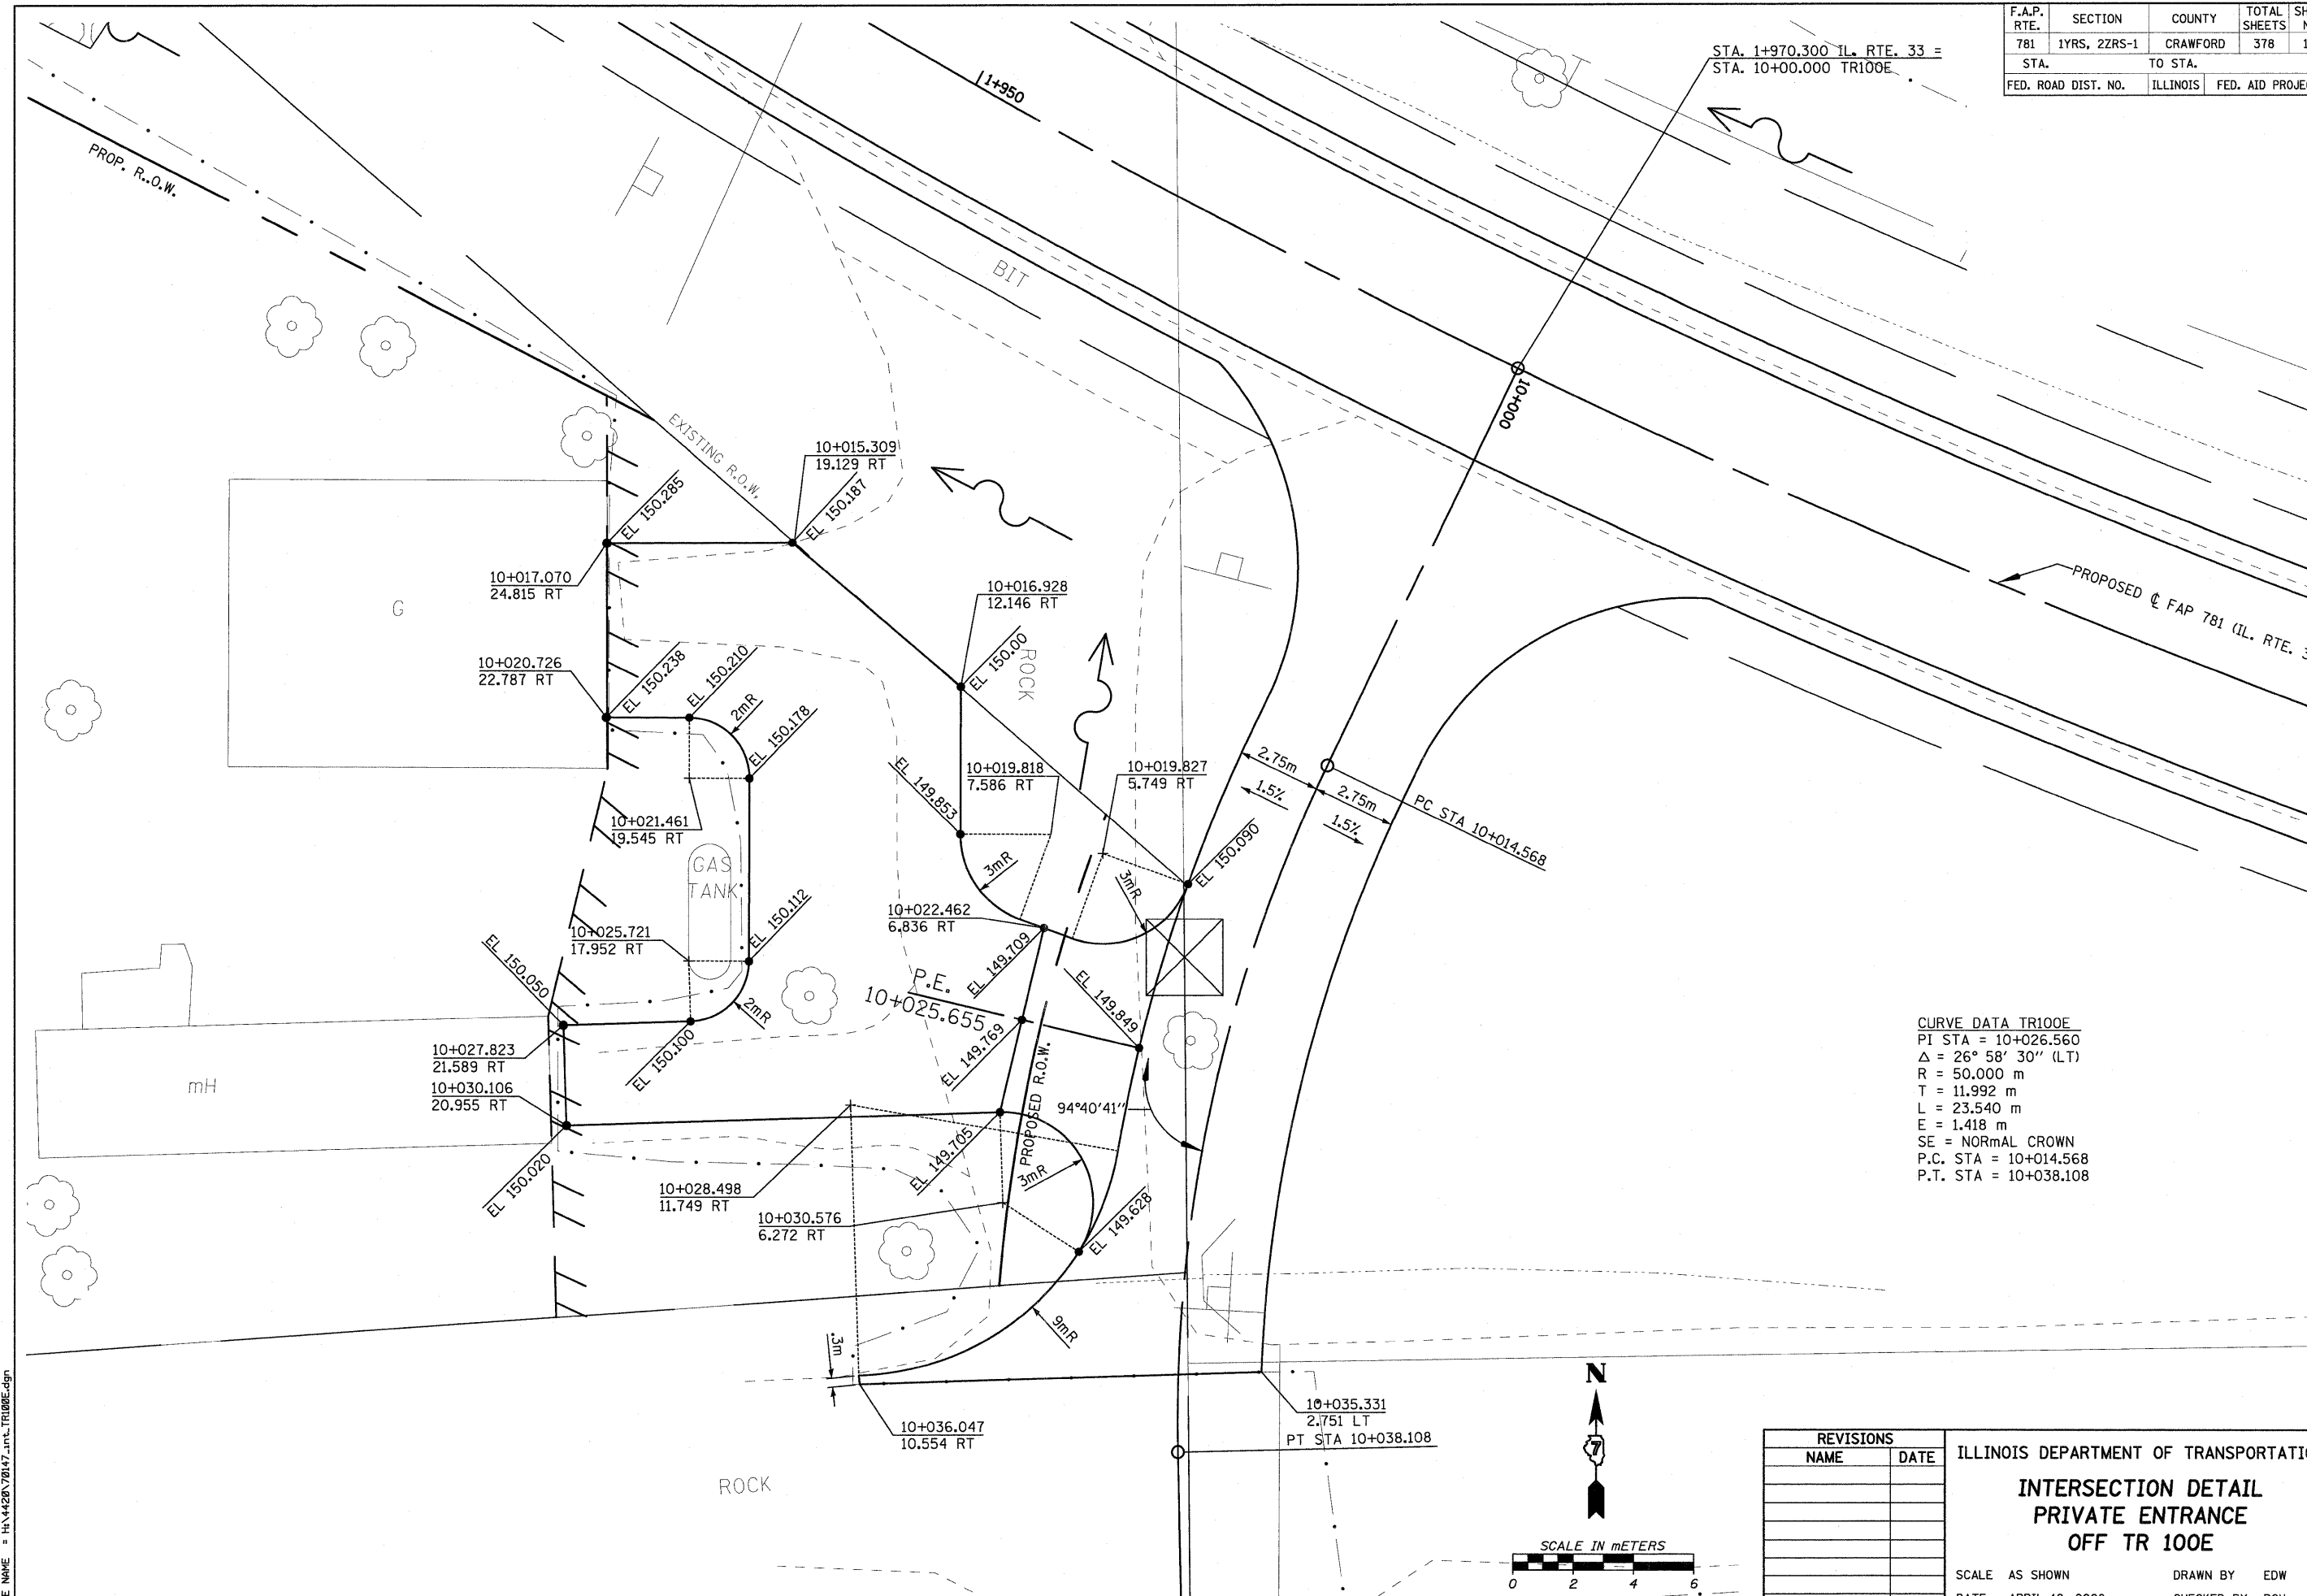 F.A.P. RTE. SECTION COUNTY TOTAL SHEETS
781 1YRS, 2ZRS-1 CRAWFORD 378
STA. TO STA.
FED. ROAD DIST. NO. ILLINOIS FED. AID
STA. 1+970.300 IL. RTE. 33 =
STA. 10+00.000 TR100E
1+950
PROP. R..O.W.
BIT
10+000
EXISTING R.O.W.
10+015.309
19.129 RT
EL 150.187
EL 150.285
10+017.070
24.815 RT
G
10+016.928
12.146 RT
EL 150.00
ROCK
PROPOSED ℄ FAP 781 (IL. RTE.
10+020.726
22.787 RT
EL 150.238
EL 150.210
2mR
EL 150.178
EL 149.853
10+019.818
7.586 RT
10+019.827
5.749 RT
2.75m
1.5%
2.75m
1.5%
PC STA 10+014.568
10+021.461
19.545 RT
GAS
TANK
3mR
3mR
EL 150.090
EL 150.112
10+022.462
6.836 RT
10+025.721
17.952 RT
EL 150.050
EL 149.709
P.E.
10+025.655
EL 149.849
2mR
EL 149.769
EL 150.100
10+027.823
21.589 RT
10+030.106
20.955 RT
mH
PROPOSED R.O.W.
94°40'41"
EL 149.705
3mR
EL 150.020
10+028.498
11.749 RT
10+030.576
6.272 RT
EL 149.628
CURVE DATA TR100E
PI STA = 10+026.560
Δ = 26° 58' 30" (LT)
R = 50.000 m
T = 11.992 m
L = 23.540 m
E = 1.418 m
SE = NORmAL CROWN
P.C. STA = 10+014.568
P.T. STA = 10+038.108
9mR
.3m
10+036.047
10.554 RT
10+035.331
2.751 LT
PT STA 10+038.108
ROCK
N
7
SCALE IN mETERS
0 2 4 6
REVISIONS
NAME DATE
ILLINOIS DEPARTMENT OF
INTERSECTION DETAIL
PRIVATE ENTRANCE
OFF TR 100E
SCALE AS SHOWN DRAWN BY EDW
NAME = H:\4420\70147_int_TR100E.dgn